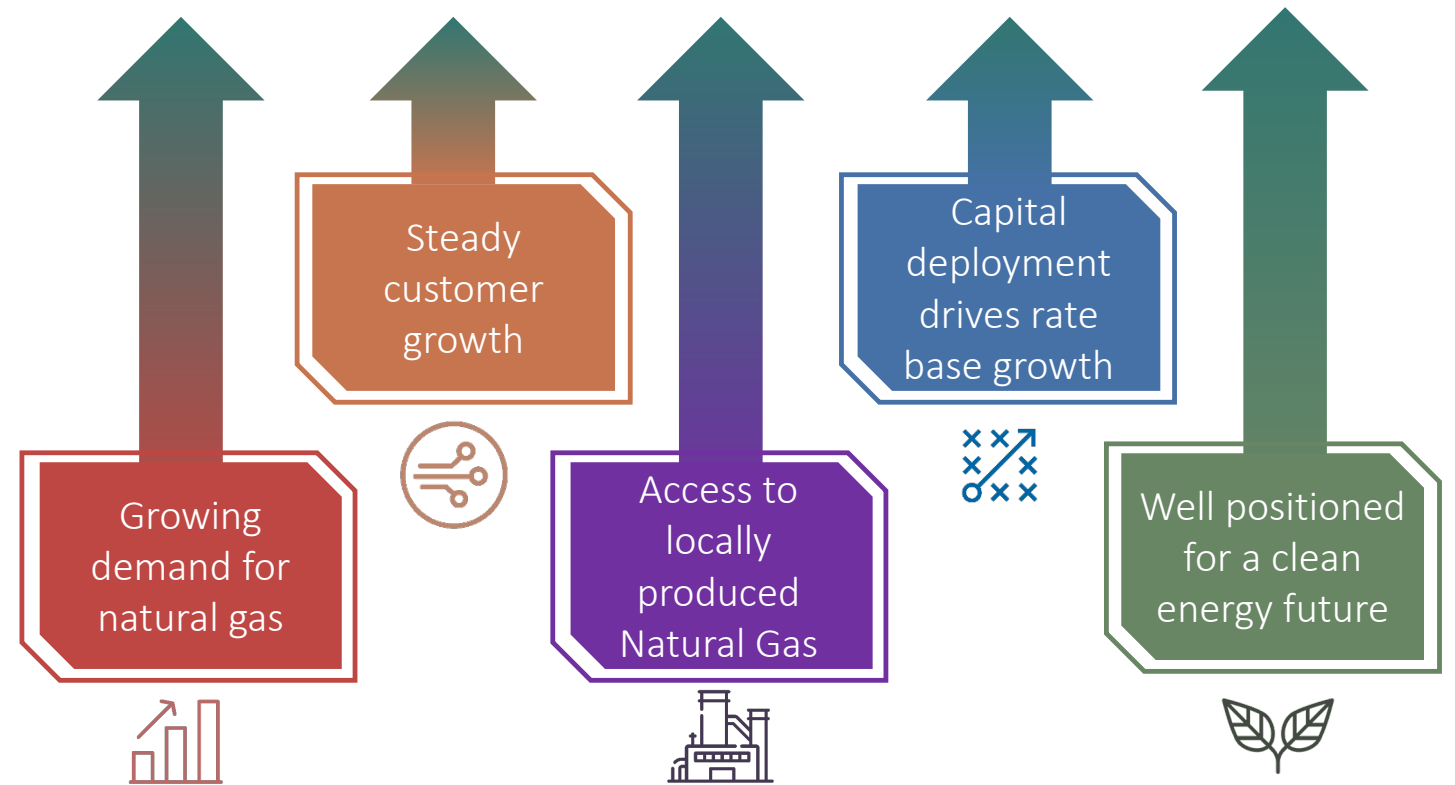 Growing
demand for
natural gas
Steady
customer
growth
Access to
locally
produced
Natural Gas
Capital
deployment
drives rate
base growth
Well positioned
for a clean
energy future